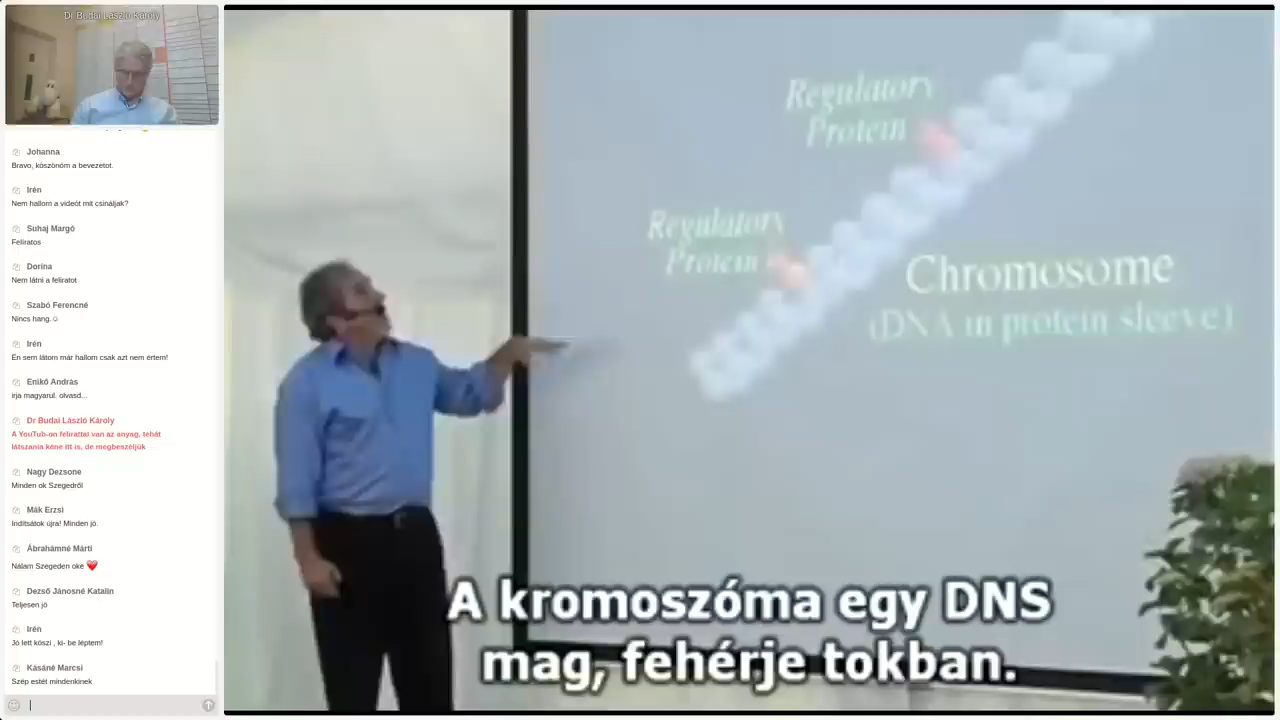 Dr Budai László Károly
Johanna
Bravo, köszönöm a bevezetot.
Irén
Nem hallom a videót mit csináljak?
Suhaj Margó
Feliratos
Dorina
Nem látni a feliratot
Szabó Ferencné
Nincs hang.☺
Irén
Én sem látom már hallom csak azt nem értem!
Enikő András
irja magyarul. olvasd...
Dr Budai László Károly
A YouTub-on felirattal van az anyag, tehát
látszania kéne itt is, de megbeszéljük
Nagy Dezsone
Minden ok Szegedről
Mák Erzsi
Indítsátok újra! Minden jó.
Ábrahámné Márti
Nálam Szegeden oke ❤
Dezső Jánosné Katalin
Teljesen jó
Irén
Jó lett köszi , ki- be léptem!
Kásáné Marcsi
Szép estét mindenkinek
Regulatory
Protein
Regulatory
Protein
Chromosome
(DNA in protein sleeve)
A kromoszóma egy DNS
mag, fehérje tokban.